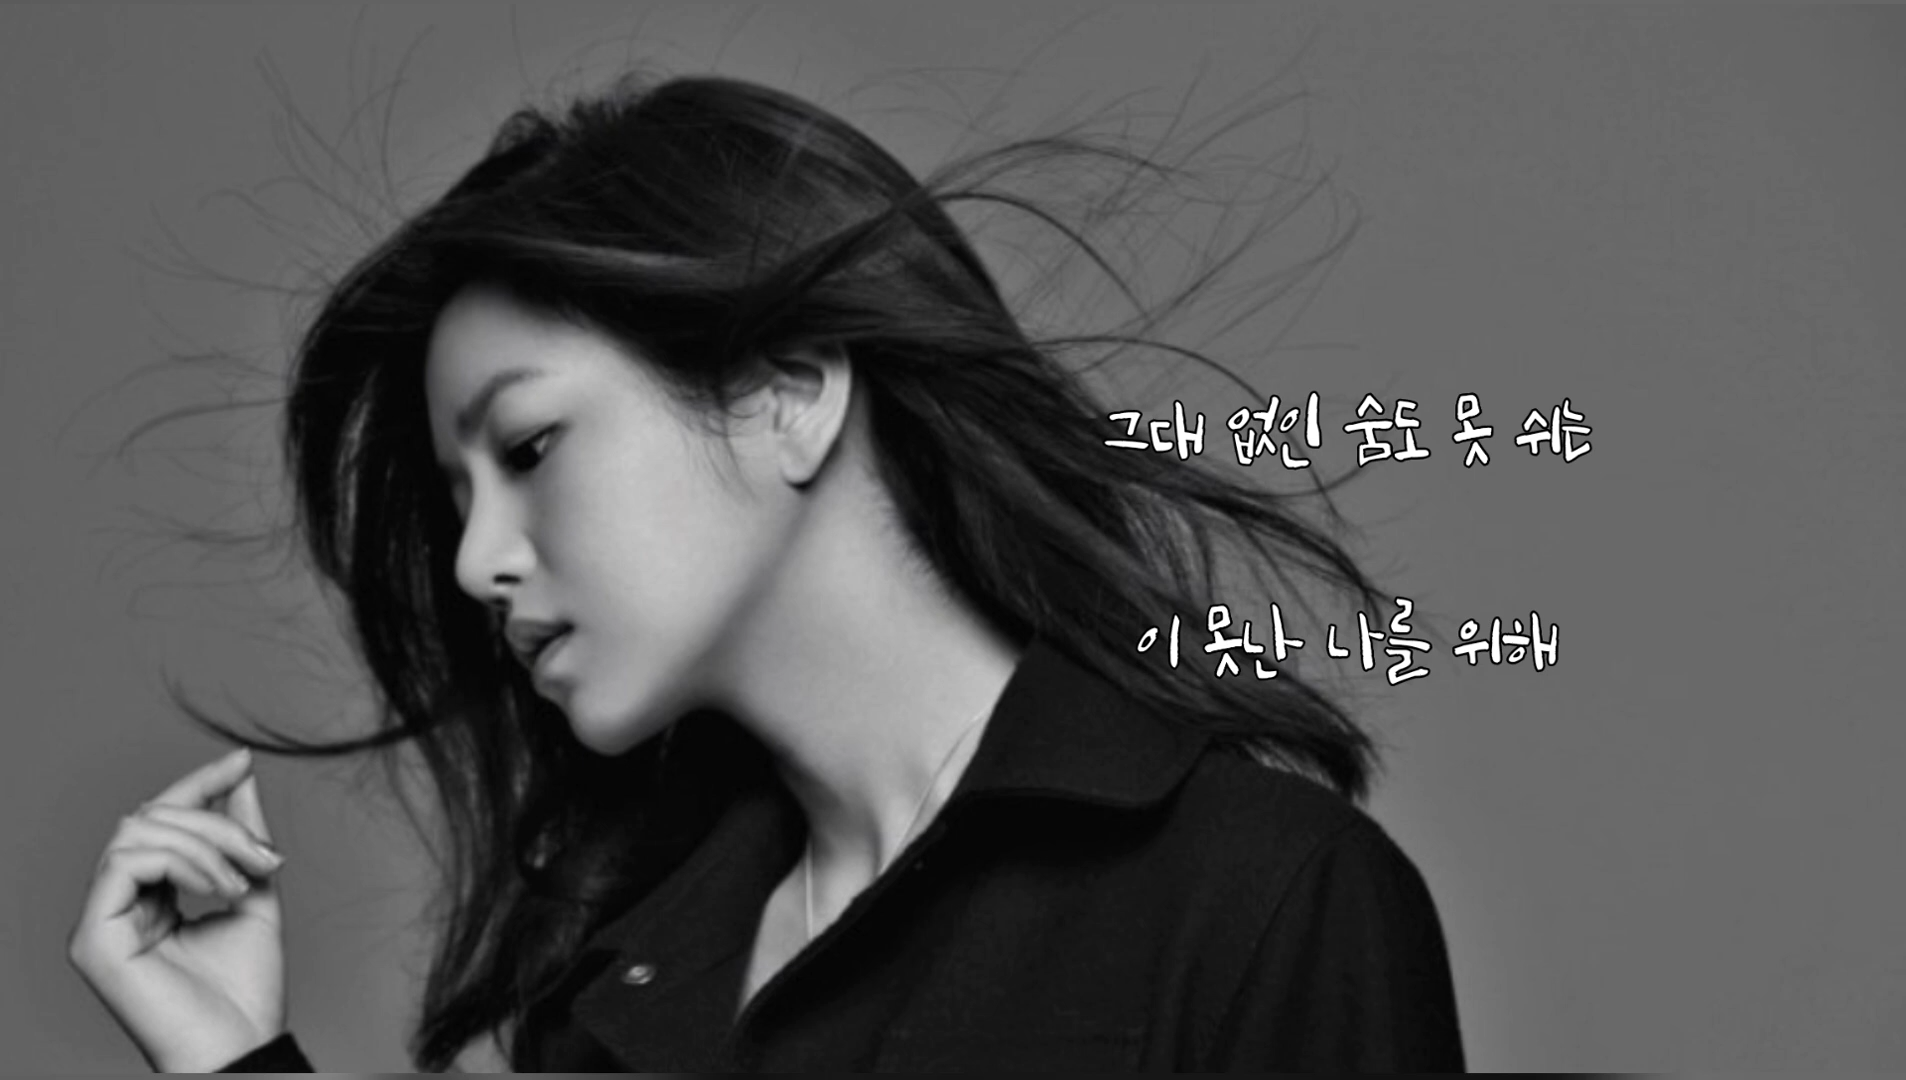 그대 없인 숨도 못 쉬는
이 못난 나를 위해